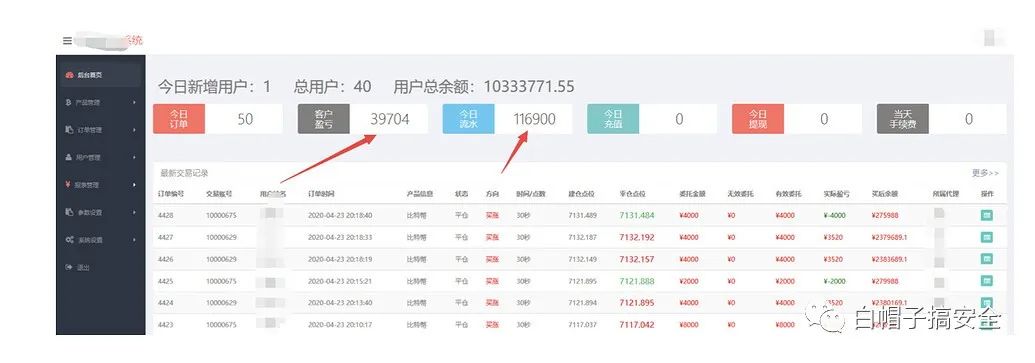 系统
后台首页
今日新增用户：1 总用户：40 用户总余额：10333771.55
产品管理
今日订单 50 客户盈亏 39704 今日流水 116900 今日充值 0 今日提现 0 当天手续费 0
订单管理
用户管理
最新交易记录 更多>>
报表管理
订单编号 交易账号 订单时间 产品信息 状态 方向 时间/点数 建仓点位 平仓点位 委托金额 无效委托 有效委托 实际盈亏 买后余额 所属代理 操作
参数设置
4428 10000675 2020-04-23 20:18:40 比特币 平仓 买涨 30秒 7131.489 7131.484 ¥4000 ¥0 ¥4000 ¥-4000 ¥275988
系统设置
4427 10000629 2020-04-23 20:18:33 比特币 平仓 买涨 30秒 7132.187 7132.192 ¥4000 ¥0 ¥4000 ¥3520 ¥2379689.1
退出
4426 10000629 2020-04-23 20:18:19 比特币 平仓 买涨 30秒 7132.149 7132.157 ¥4000 ¥0 ¥4000 ¥3520 ¥2383689.1
4425 10000675 2020-04-23 20:15:21 比特币 平仓 买涨 30秒 7121.895 7121.888 ¥2000 ¥0 ¥2000 ¥-2000 ¥279988
4424 10000629 2020-04-23 20:13:40 比特币 平仓 买涨 30秒 7121.894 7121.895 ¥4000 ¥0 ¥4000 ¥3520 ¥2380169.1
4423 10000675 2020-04-23 20:10:17 比特币 平仓 买涨 30秒 7117.037 7117.042 ¥8000 ¥0 ¥8000
白帽子搞安全